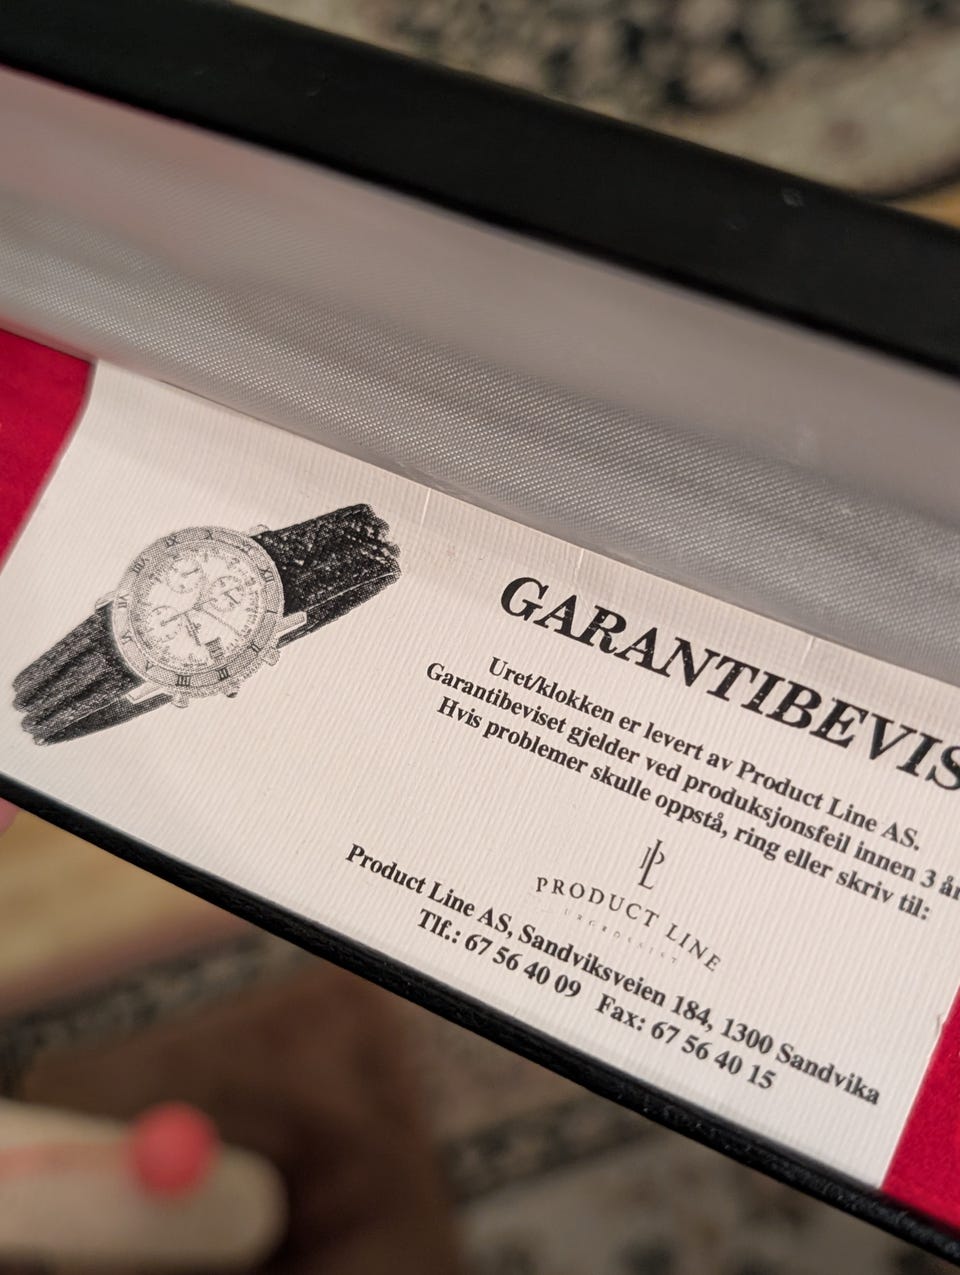 GARANTIBEVIS
Uret/klokken er levert av Product Line AS.
Garantibeviset gjelder ved produksjonsfeil innen 3 år
Hvis problemer skulle oppstå, ring eller skriv til:
PL
PRODUCT LINE
URGROSSIST
Product Line AS, Sandviksveien 184, 1300 Sandvika
Tlf.: 67 56 40 09 Fax: 67 56 40 15